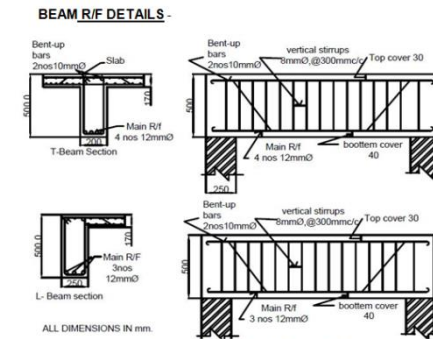 BEAM R/F DETAILS -
Bent-up
bars
2nos10mmØ
Slab
500.0
170
200
Main R/f
4 nos 12mmØ
T-Beam Section
Bent-up
bars
2nos10mmØ
vertical stirrups
8mmØ,@300mmc/c
Top cover 30
500
Main R/f
4 nos 12mmØ
boottem cover
40
250
500.0
170
Main R/F
3nos
12mmØ
250
L- Beam section
Bent-up
bars
2nos10mmØ
vertical stirrups
8mmØ,@300mmc/c
Top cover 30
500
Main R/f
3 nos 12mmØ
boottem cover
40
ALL DIMENSIONS IN mm.